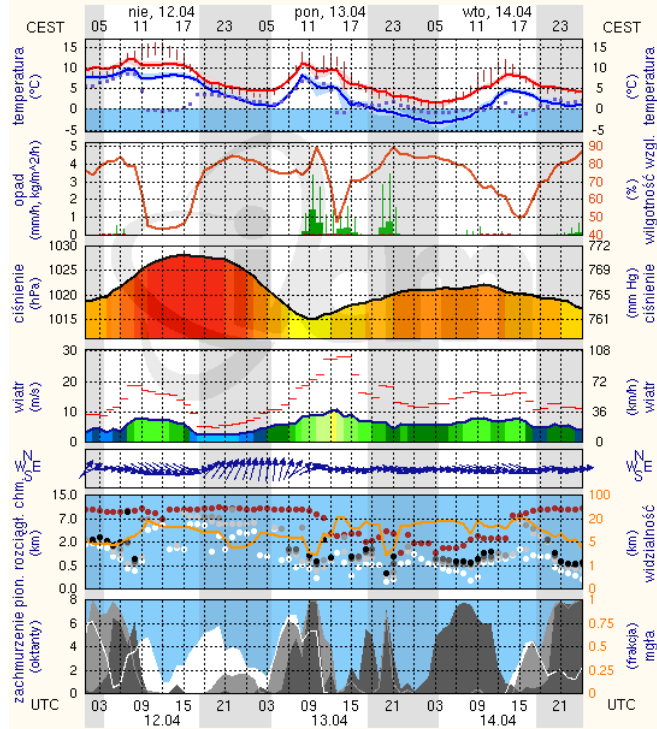 nie, 12.04 pon, 13.04 wto, 14.04
CEST 05 11 17 23 05 11 17 23 05 11 17 23 CEST
temperatura (°C) 15 10 5 0 -5
15 10 5 0 -5 temperatura (°C)
opad (mm/h, kg/m^2/h) 5 4 3 2 1 0
90 80 70 60 50 40 wilgotność wzgl. (%)
ciśnienie (hPa) 1030 1025 1020 1015
772 769 765 761 ciśnienie (mm Hg)
wiatr (m/s) 30 20 10 0
108 72 36 0 wiatr (km/h)
N W E S
N W E S
pion. rozciągł. chm. (km) 15.0 7.0 2.0 0.5 0.0
100 20 5 1 0 widzialność (km)
zachmurzenie (oktanty) 8 6 4 2 0
1 0.75 0.5 0.25 0 mgła (frakcja)
UTC 03 09 15 21 03 09 15 21 03 09 15 21 UTC
12.04 13.04 14.04